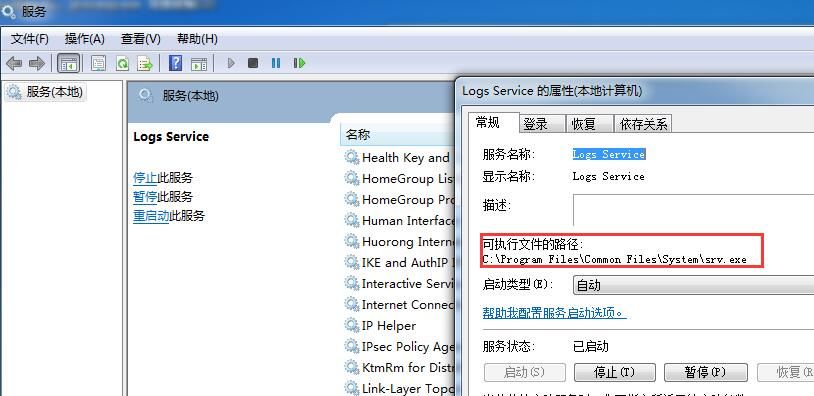 服务
文件(F) 操作(A) 查看(V) 帮助(H)
服务(本地)
服务(本地)
Logs Service
停止此服务
暂停此服务
重启动此服务
名称
Health Key and
HomeGroup List
HomeGroup Pro
Human Interface
Huorong Intern
IKE and AuthIP I
Interactive Servi
Internet Connec
IP Helper
IPsec Policy Age
KtmRm for Distr
Link-Layer Topo
Logs Service 的属性(本地计算机)
常规 登录 恢复 依存关系
服务名称: Logs Service
显示名称: Logs Service
描述:
可执行文件的路径:
C:\Program Files\Common Files\System\srv.exe
启动类型(E): 自动
帮助我配置服务启动选项。
服务状态: 已启动
启动(S) 停止(T) 暂停(P) 恢复(R